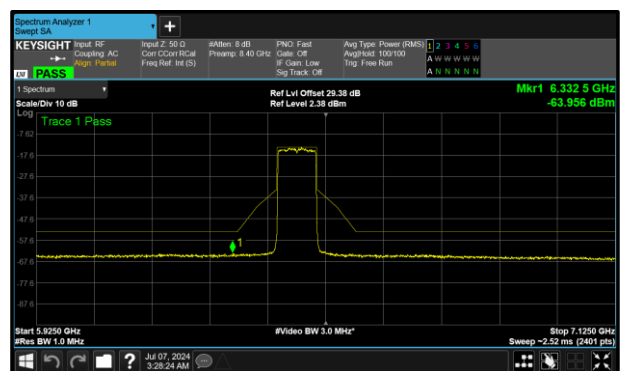 Spectrum Analyzer 1
Swept SA
KEYSIGHT
Input: RF
Coupling: AC
Align: Partial
Input Z: 50 Ω
Corr CCorr RCal
Freq Ref: Int (S)
#Atten: 8 dB
Preamp: 8.40 GHz
PNO: Fast
Gate: Off
IF Gain: Low
Sig Track: Off
Avg Type: Power (RMS)
Avg|Hold: 100/100
Trig: Free Run
1 2 3 4 5 6
A W W W W W
A N N N N N
LXI PASS
1 Spectrum
Scale/Div 10 dB
Ref Lvl Offset 29.38 dB
Ref Level 2.38 dBm
Mkr1 6.332 5 GHz
-63.956 dBm
Log
Trace 1 Pass
-7.62
-17.6
-27.6
-37.6
-47.6
-57.6
1
-67.6
-77.6
-87.6
Start 5.9250 GHz
#Res BW 1.0 MHz
#Video BW 3.0 MHz*
Stop 7.1250 GHz
Sweep ~2.52 ms (2401 pts)
?
Jul 07, 2024
3:28:24 AM